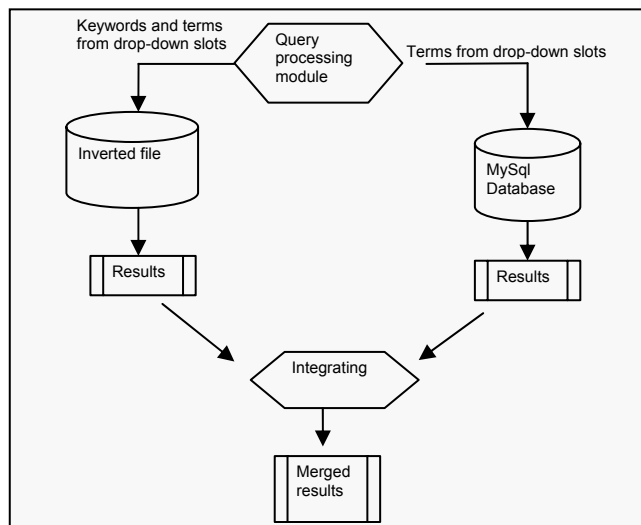 Keywords and terms
from drop-down slots
Query
processing
module
Terms from drop-down slots
Inverted file
MySql
Database
Results
Results
Integrating
Merged
results